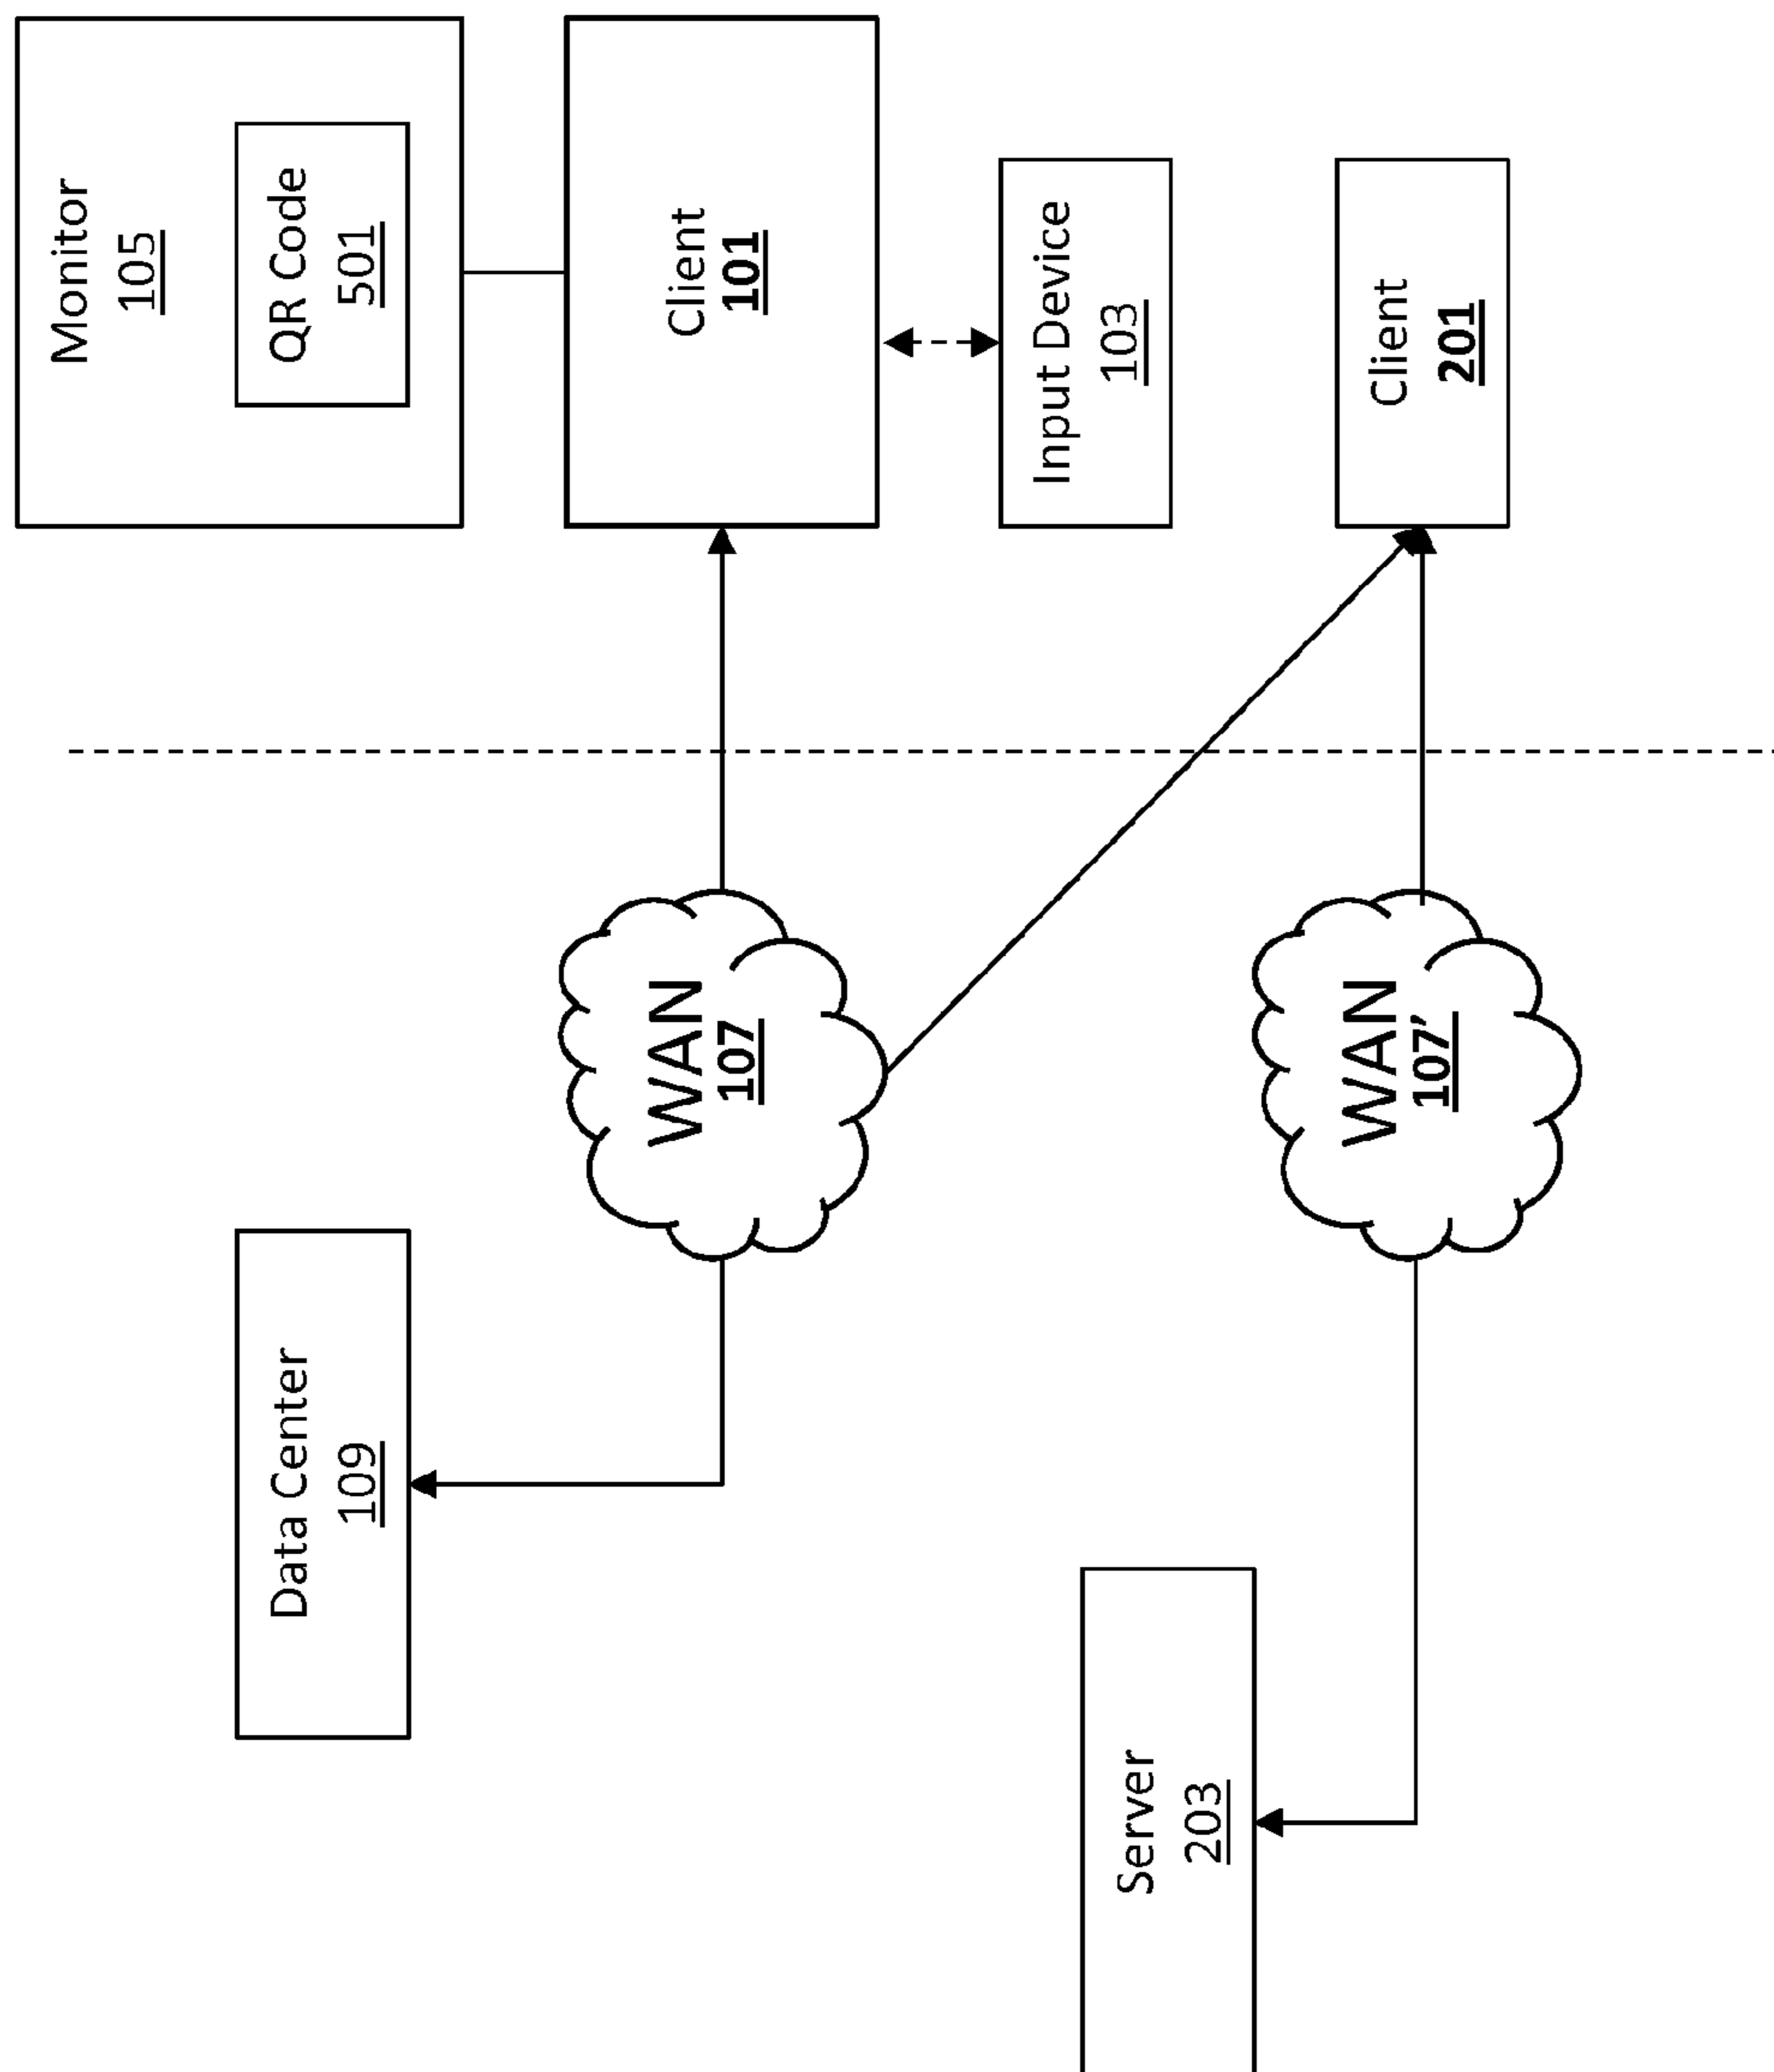 Monitor
105
QR Code
501
Client
101
Input Device
103
Client
201
WAN
107
WAN
107’
Data Center
109
Server
203